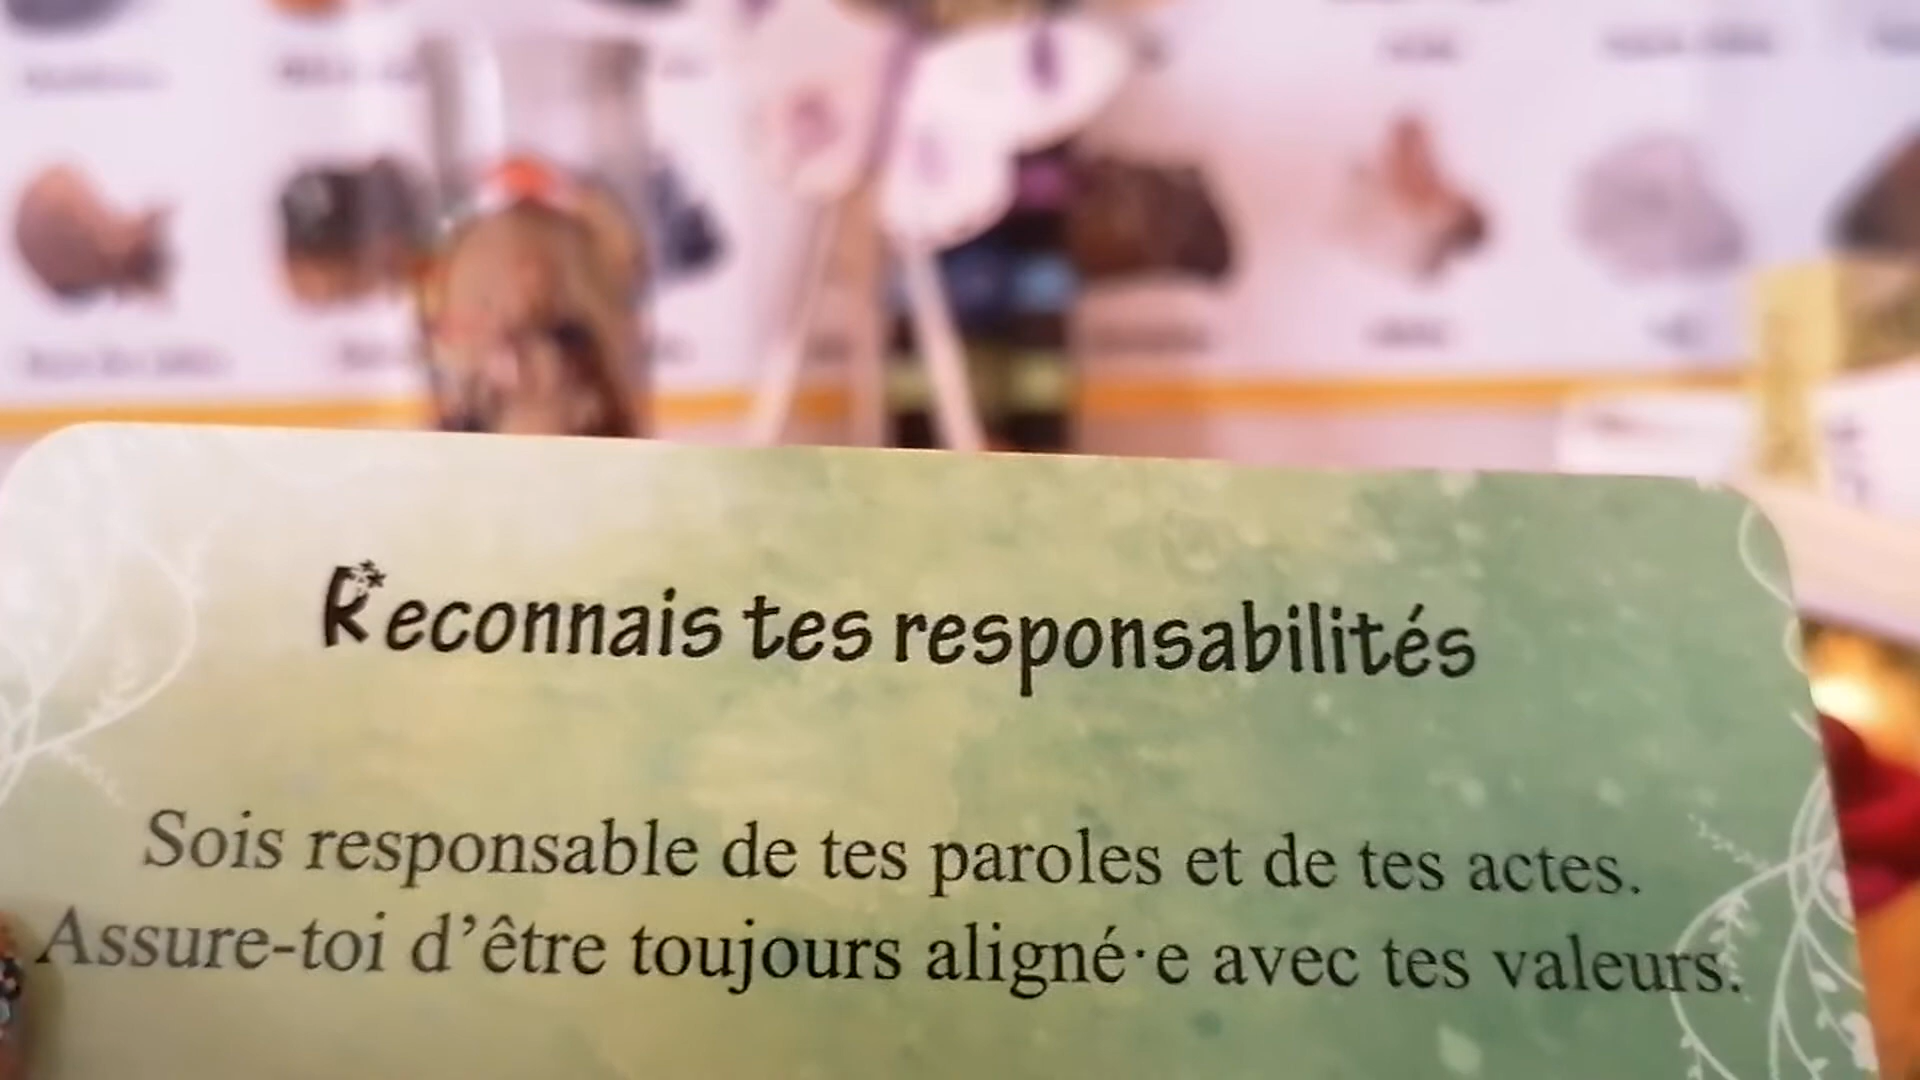 Reconnais tes responsabilités
Sois responsable de tes paroles et de tes actes.
Assure-toi d'être toujours aligné·e avec tes valeurs.